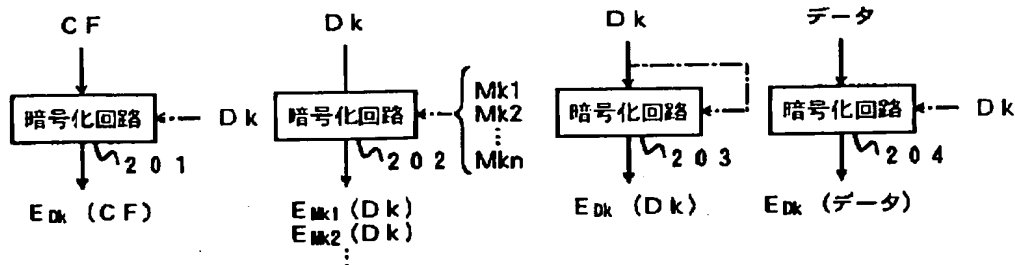 CF
暗号化回路
Dk
201
EDk (CF)
Dk
暗号化回路
Mk1
Mk2
⋮
Mkn
202
EMk1 (Dk)
EMk2 (Dk)
⋮
Dk
暗号化回路
203
EDk (Dk)
データ
暗号化回路
Dk
204
EDk (データ)